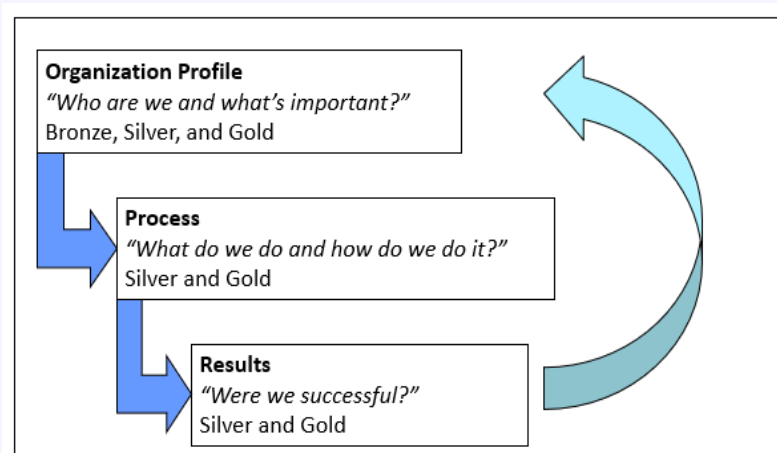 Organization Profile
“Who are we and what’s important?”
Bronze, Silver, and Gold
Process
“What do we do and how do we do it?”
Silver and Gold
Results
“Were we successful?”
Silver and Gold